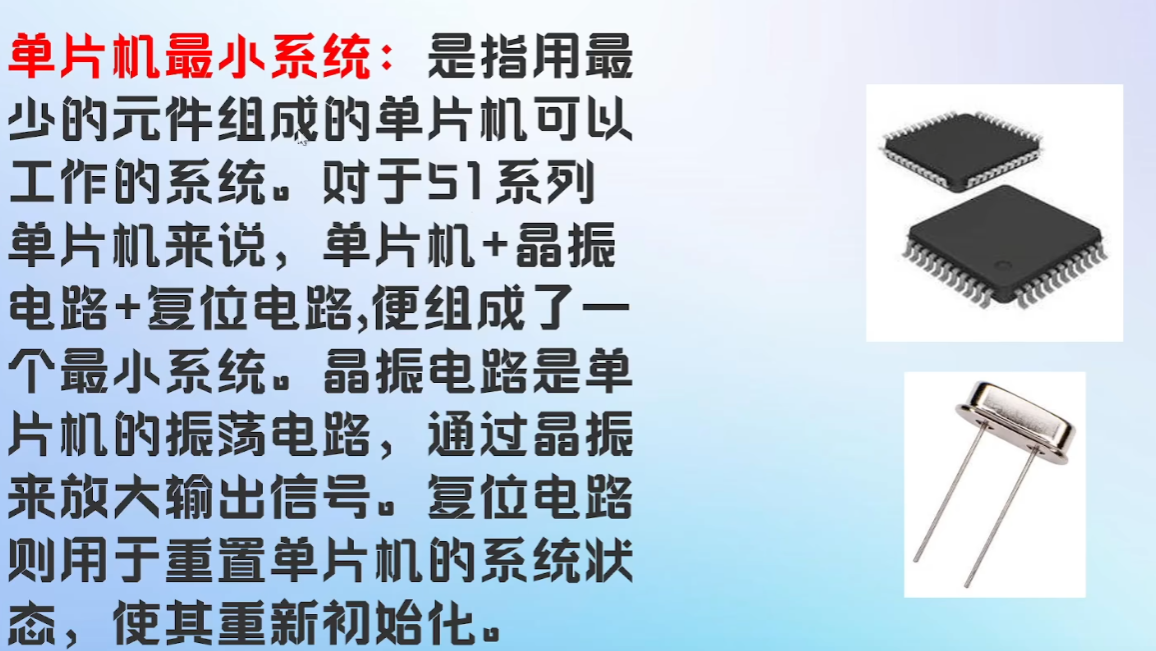 单片机最小系统：是指用最
少的元件组成的单片机可以
工作的系统。对于51系列
单片机来说，单片机+晶振
电路+复位电路,便组成了一
个最小系统。晶振电路是单
片机的振荡电路，通过晶振
来放大输出信号。复位电路
则用于重置单片机的系统状
态，使其重新初始化。